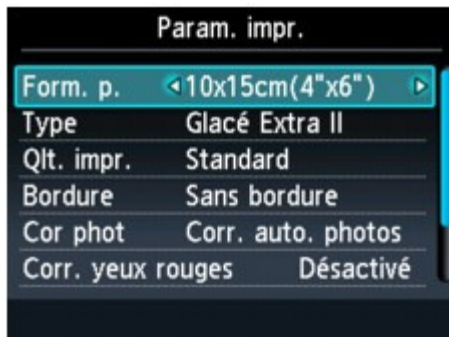 Param. impr.
Form. p. 10x15cm(4"x6")
Type Glacé Extra II
Qlt. impr. Standard
Bordure Sans bordure
Cor phot Corr. auto. photos
Corr. yeux rouges Désactivé